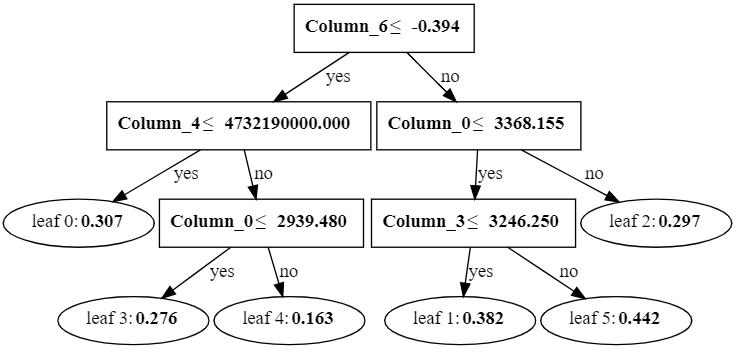 Column_6≤ -0.394
yes
no
Column_4≤ 4732190000.000
Column_0≤ 3368.155
yes
no
yes
no
leaf 0: 0.307
Column_0≤ 2939.480
Column_3≤ 3246.250
leaf 2: 0.297
yes
no
yes
no
leaf 3: 0.276
leaf 4: 0.163
leaf 1: 0.382
leaf 5: 0.442